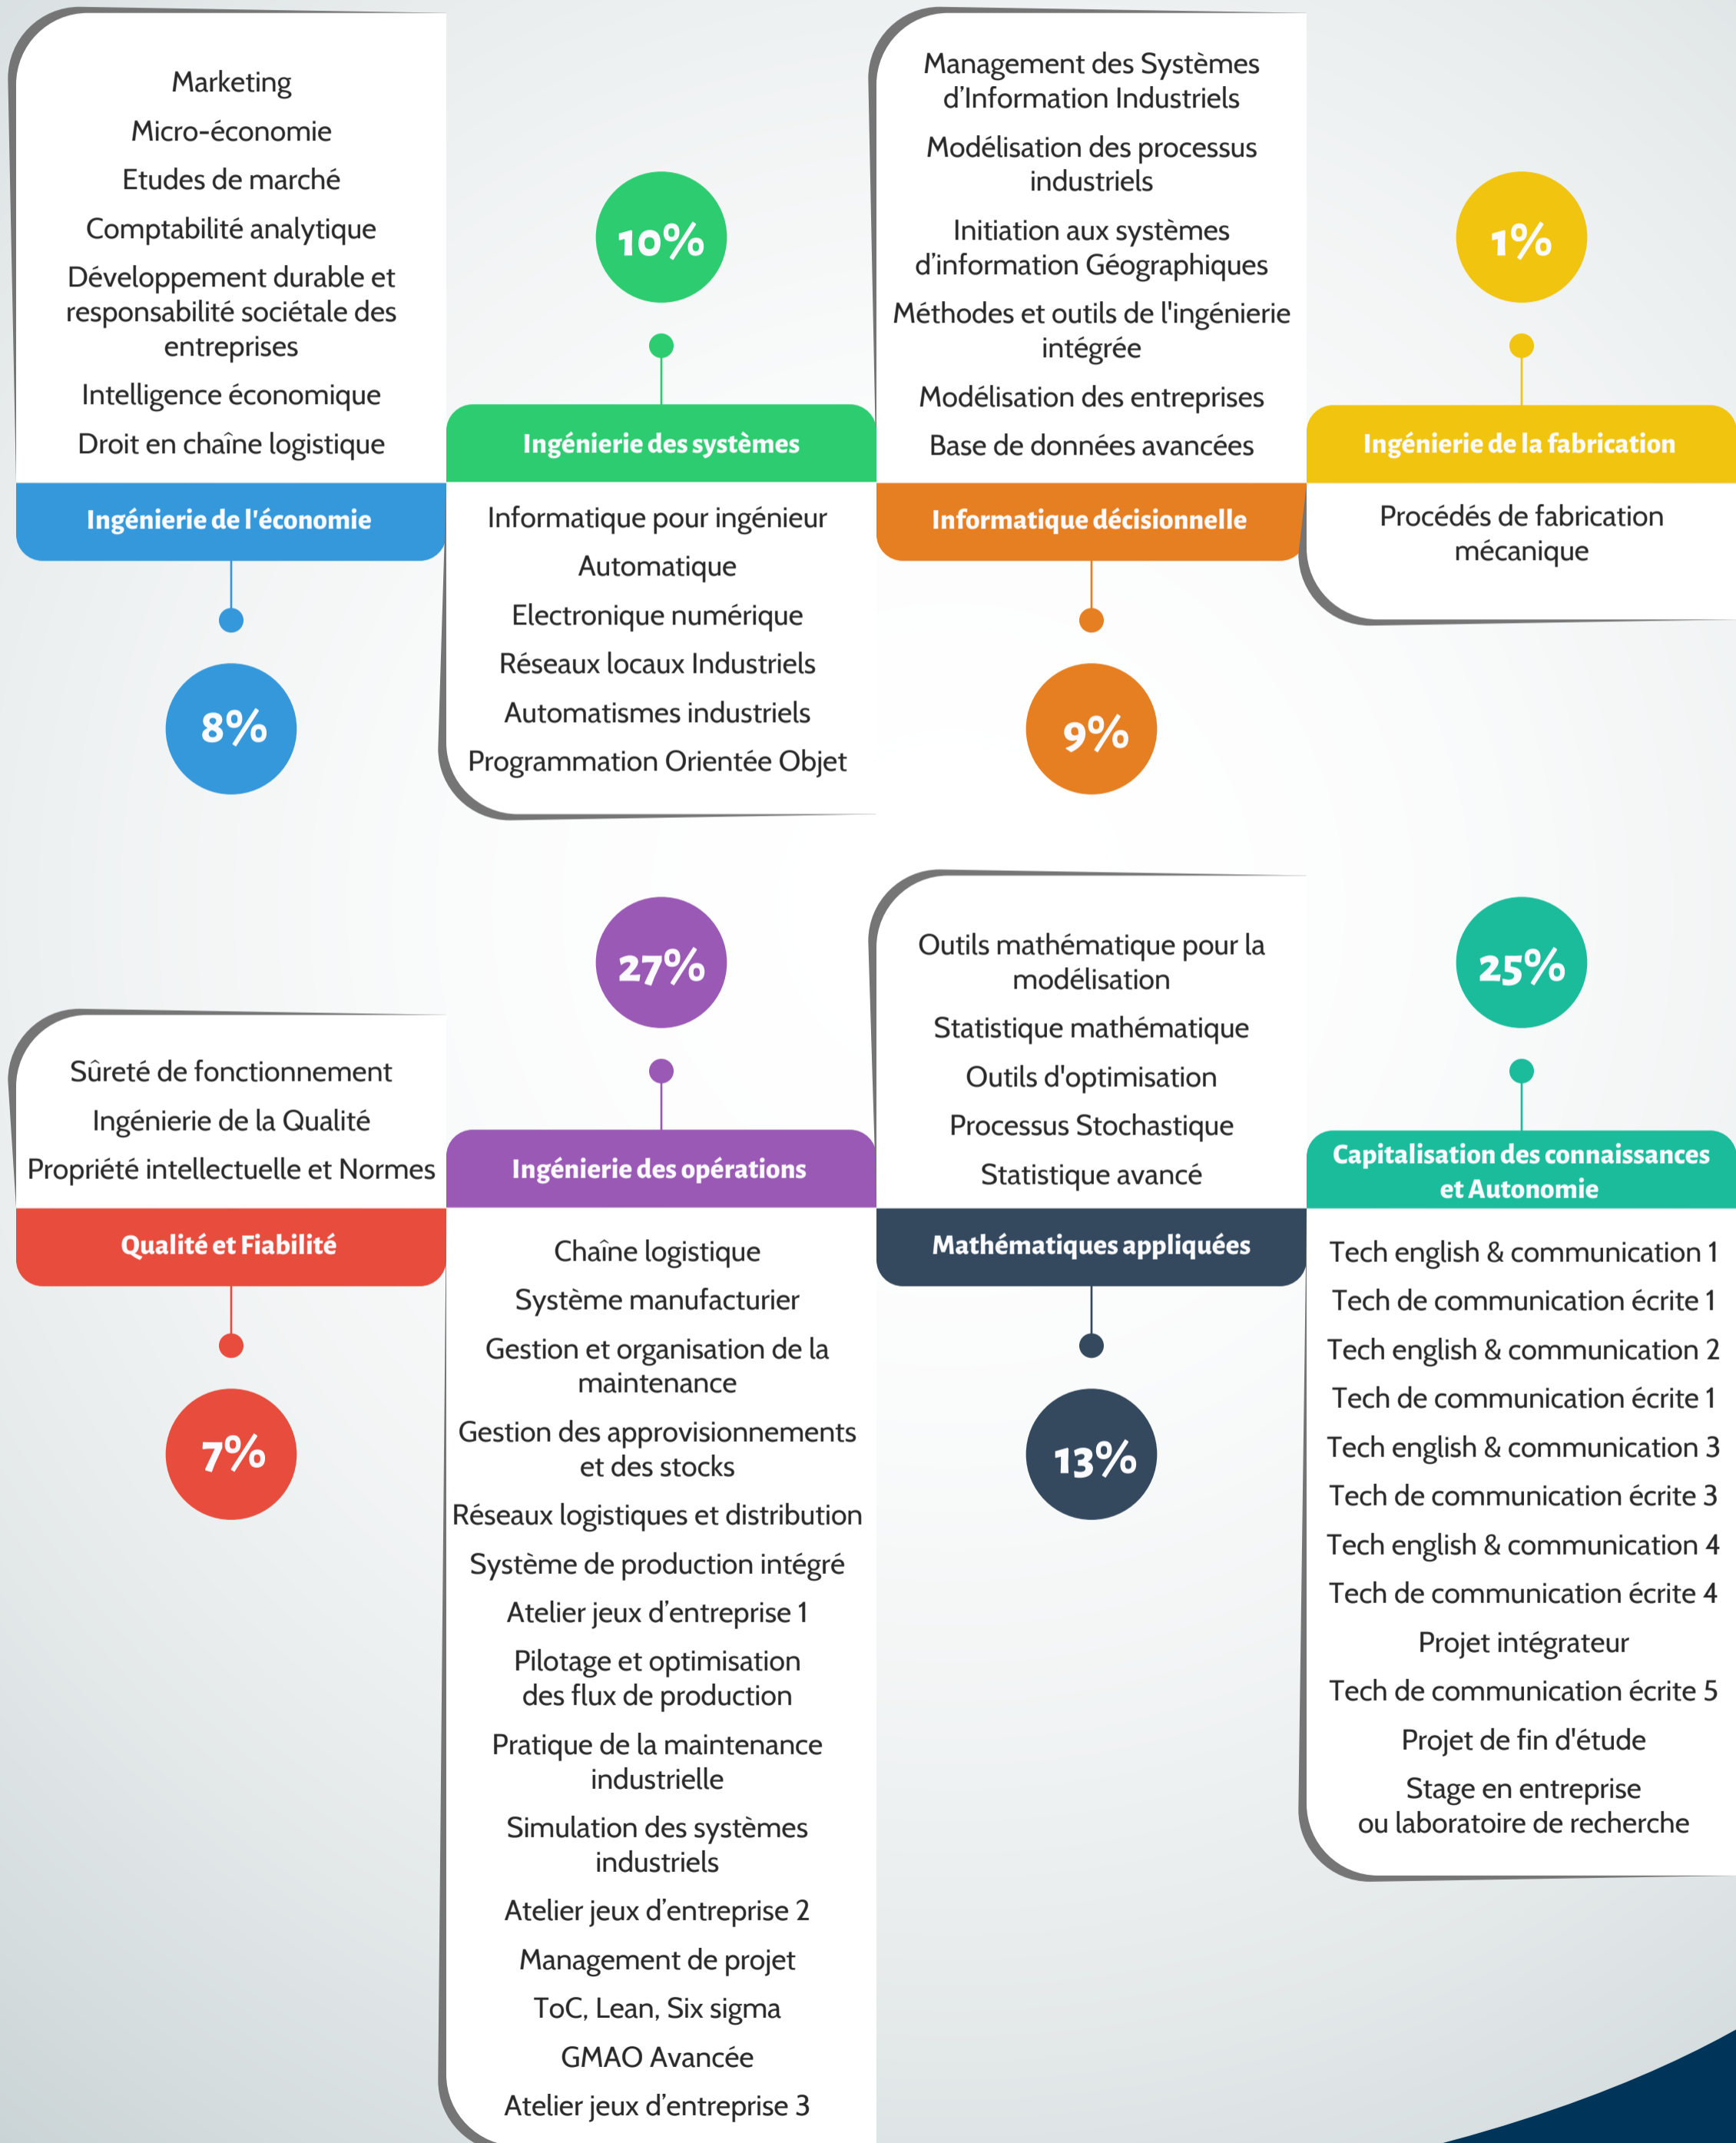 Marketing
Micro-économie
Etudes de marché
Comptabilité analytique
Développement durable et
responsabilité sociétale des
entreprises
Intelligence économique
Droit en chaîne logistique
Ingénierie de l'économie
8%
10%
Ingénierie des systèmes
Informatique pour ingénieur
Automatique
Electronique numérique
Réseaux locaux Industriels
Automatismes industriels
Programmation Orientée Objet
Management des Systèmes
d’Information Industriels
Modélisation des processus
industriels
Initiation aux systèmes
d’information Géographiques
Méthodes et outils de l'ingénierie
intégrée
Modélisation des entreprises
Base de données avancées
Informatique décisionnelle
9%
1%
Ingénierie de la fabrication
Procédés de fabrication
mécanique
Sûreté de fonctionnement
Ingénierie de la Qualité
Propriété intellectuelle et Normes
Qualité et Fiabilité
7%
27%
Ingénierie des opérations
Chaîne logistique
Système manufacturier
Gestion et organisation de la
maintenance
Gestion des approvisionnements
et des stocks
Réseaux logistiques et distribution
Système de production intégré
Atelier jeux d’entreprise 1
Pilotage et optimisation
des flux de production
Pratique de la maintenance
industrielle
Simulation des systèmes
industriels
Atelier jeux d’entreprise 2
Management de projet
ToC, Lean, Six sigma
GMAO Avancée
Atelier jeux d’entreprise 3
Outils mathématique pour la
modélisation
Statistique mathématique
Outils d'optimisation
Processus Stochastique
Statistique avancé
Mathématiques appliquées
13%
25%
Capitalisation des connaissances
et Autonomie
Tech english & communication 1
Tech de communication écrite 1
Tech english & communication 2
Tech de communication écrite 1
Tech english & communication 3
Tech de communication écrite 3
Tech english & communication 4
Tech de communication écrite 4
Projet intégrateur
Tech de communication écrite 5
Projet de fin d'étude
Stage en entreprise
ou laboratoire de recherche